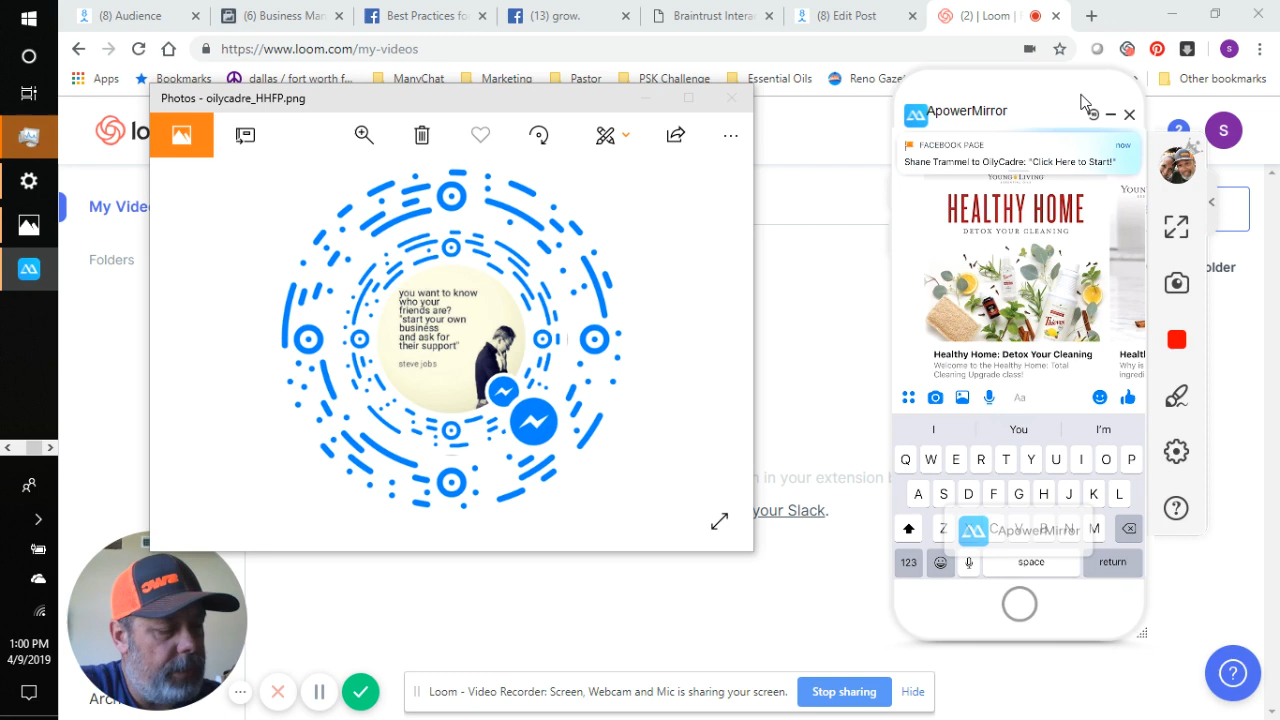 (8) Audience
(6) Business Man
Best Practices fo
(13) grow.
Braintrust Intera
(8) Edit Post
(2) | Loom |
https://www.loom.com/my-videos
S
Apps
Bookmarks
dallas / fort worth f...
ManyChat
Marketing
Pastor
PSK Challenge
Essential Oils
Reno Gaze
Other bookmarks
Photos - oilycadre_HHFP.png
lo
My Vide
Folders
you want to know
who your
friends are?
"start your own
business
and ask for
their support"
steve jobs
in your extension b
your Slack.
Arc
ApowerMirror
FACEBOOK PAGE
now
Shane Trammel to OilyCadre: "Click Here to Start!"
YOUNG LIVING
HEALTHY HOME
DETOX YOUR CLEANING
Thieves
Healthy Home: Detox Your Cleaning
Welcome to the Healthy Home: Total
Cleaning Upgrade class!
Healtl
Why is
ingredi
Aa
I You I'm
Q W E R T Y U I O P
A S D F G H J K L
Z C V B N M
ApowerMirror
123 space return
?
S
older
1:00 PM
4/9/2019
Loom - Video Recorder: Screen, Webcam and Mic is sharing your screen.
Stop sharing
Hide